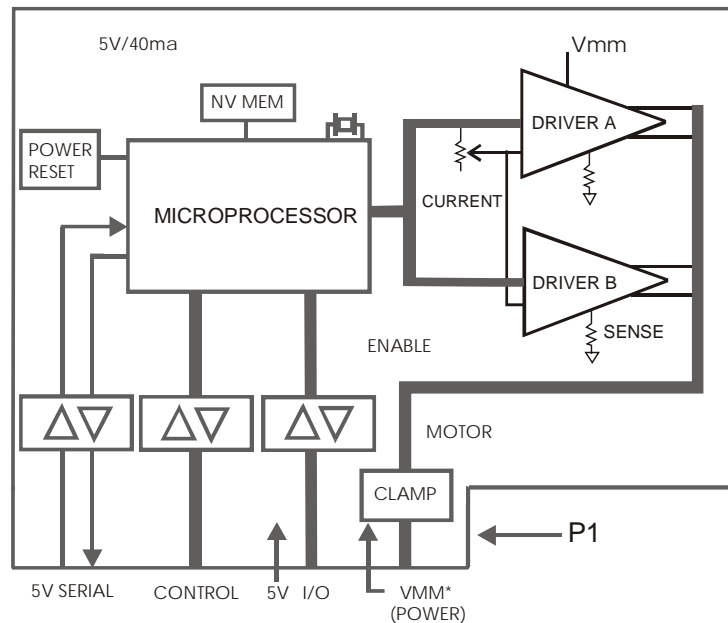 5V/40ma
Vmm
NV MEM
DRIVER A
POWER
RESET
CURRENT
MICROPROCESSOR
DRIVER B
SENSE
ENABLE
MOTOR
CLAMP
P1
5V SERIAL
CONTROL
5V I/O
VMM*
(POWER)